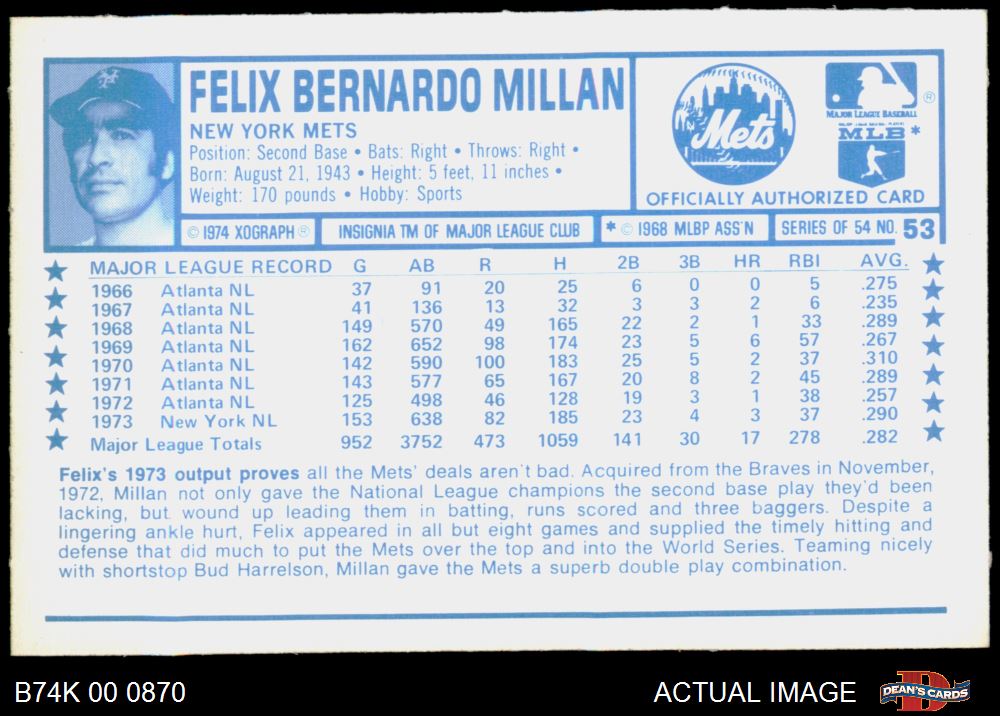 FELIX BERNARDO MILLAN
NEW YORK METS
Position: Second Base • Bats: Right • Throws: Right •
Born: August 21, 1943 • Height: 5 feet, 11 inches •
Weight: 170 pounds • Hobby: Sports
Mets
MAJOR LEAGUE BASEBALL ®
MLB *
OFFICIALLY AUTHORIZED CARD
© 1974 XOGRAPH ® INSIGNIA TM OF MAJOR LEAGUE CLUB * © 1968 MLBP ASS'N SERIES OF 54 NO. 53
MAJOR LEAGUE RECORD G AB R H 2B 3B HR RBI AVG.
1966 Atlanta NL 37 91 20 25 6 0 0 5 .275
1967 Atlanta NL 41 136 13 32 3 3 2 6 .235
1968 Atlanta NL 149 570 49 165 22 2 1 33 .289
1969 Atlanta NL 162 652 98 174 23 5 6 57 .267
1970 Atlanta NL 142 590 100 183 25 5 2 37 .310
1971 Atlanta NL 143 577 65 167 20 8 2 45 .289
1972 Atlanta NL 125 498 46 128 19 3 1 38 .257
1973 New York NL 153 638 82 185 23 4 3 37 .290
Major League Totals 952 3752 473 1059 141 30 17 278 .282
Felix's 1973 output proves all the Mets' deals aren't bad. Acquired from the Braves in November,
1972, Millan not only gave the National League champions the second base play they'd been
lacking, but wound up leading them in batting, runs scored and three baggers. Despite a
lingering ankle hurt, Felix appeared in all but eight games and supplied the timely hitting and
defense that did much to put the Mets over the top and into the World Series. Teaming nicely
with shortstop Bud Harrelson, Millan gave the Mets a superb double play combination.
B74K 00 0870
ACTUAL IMAGE
DEAN'S CARDS